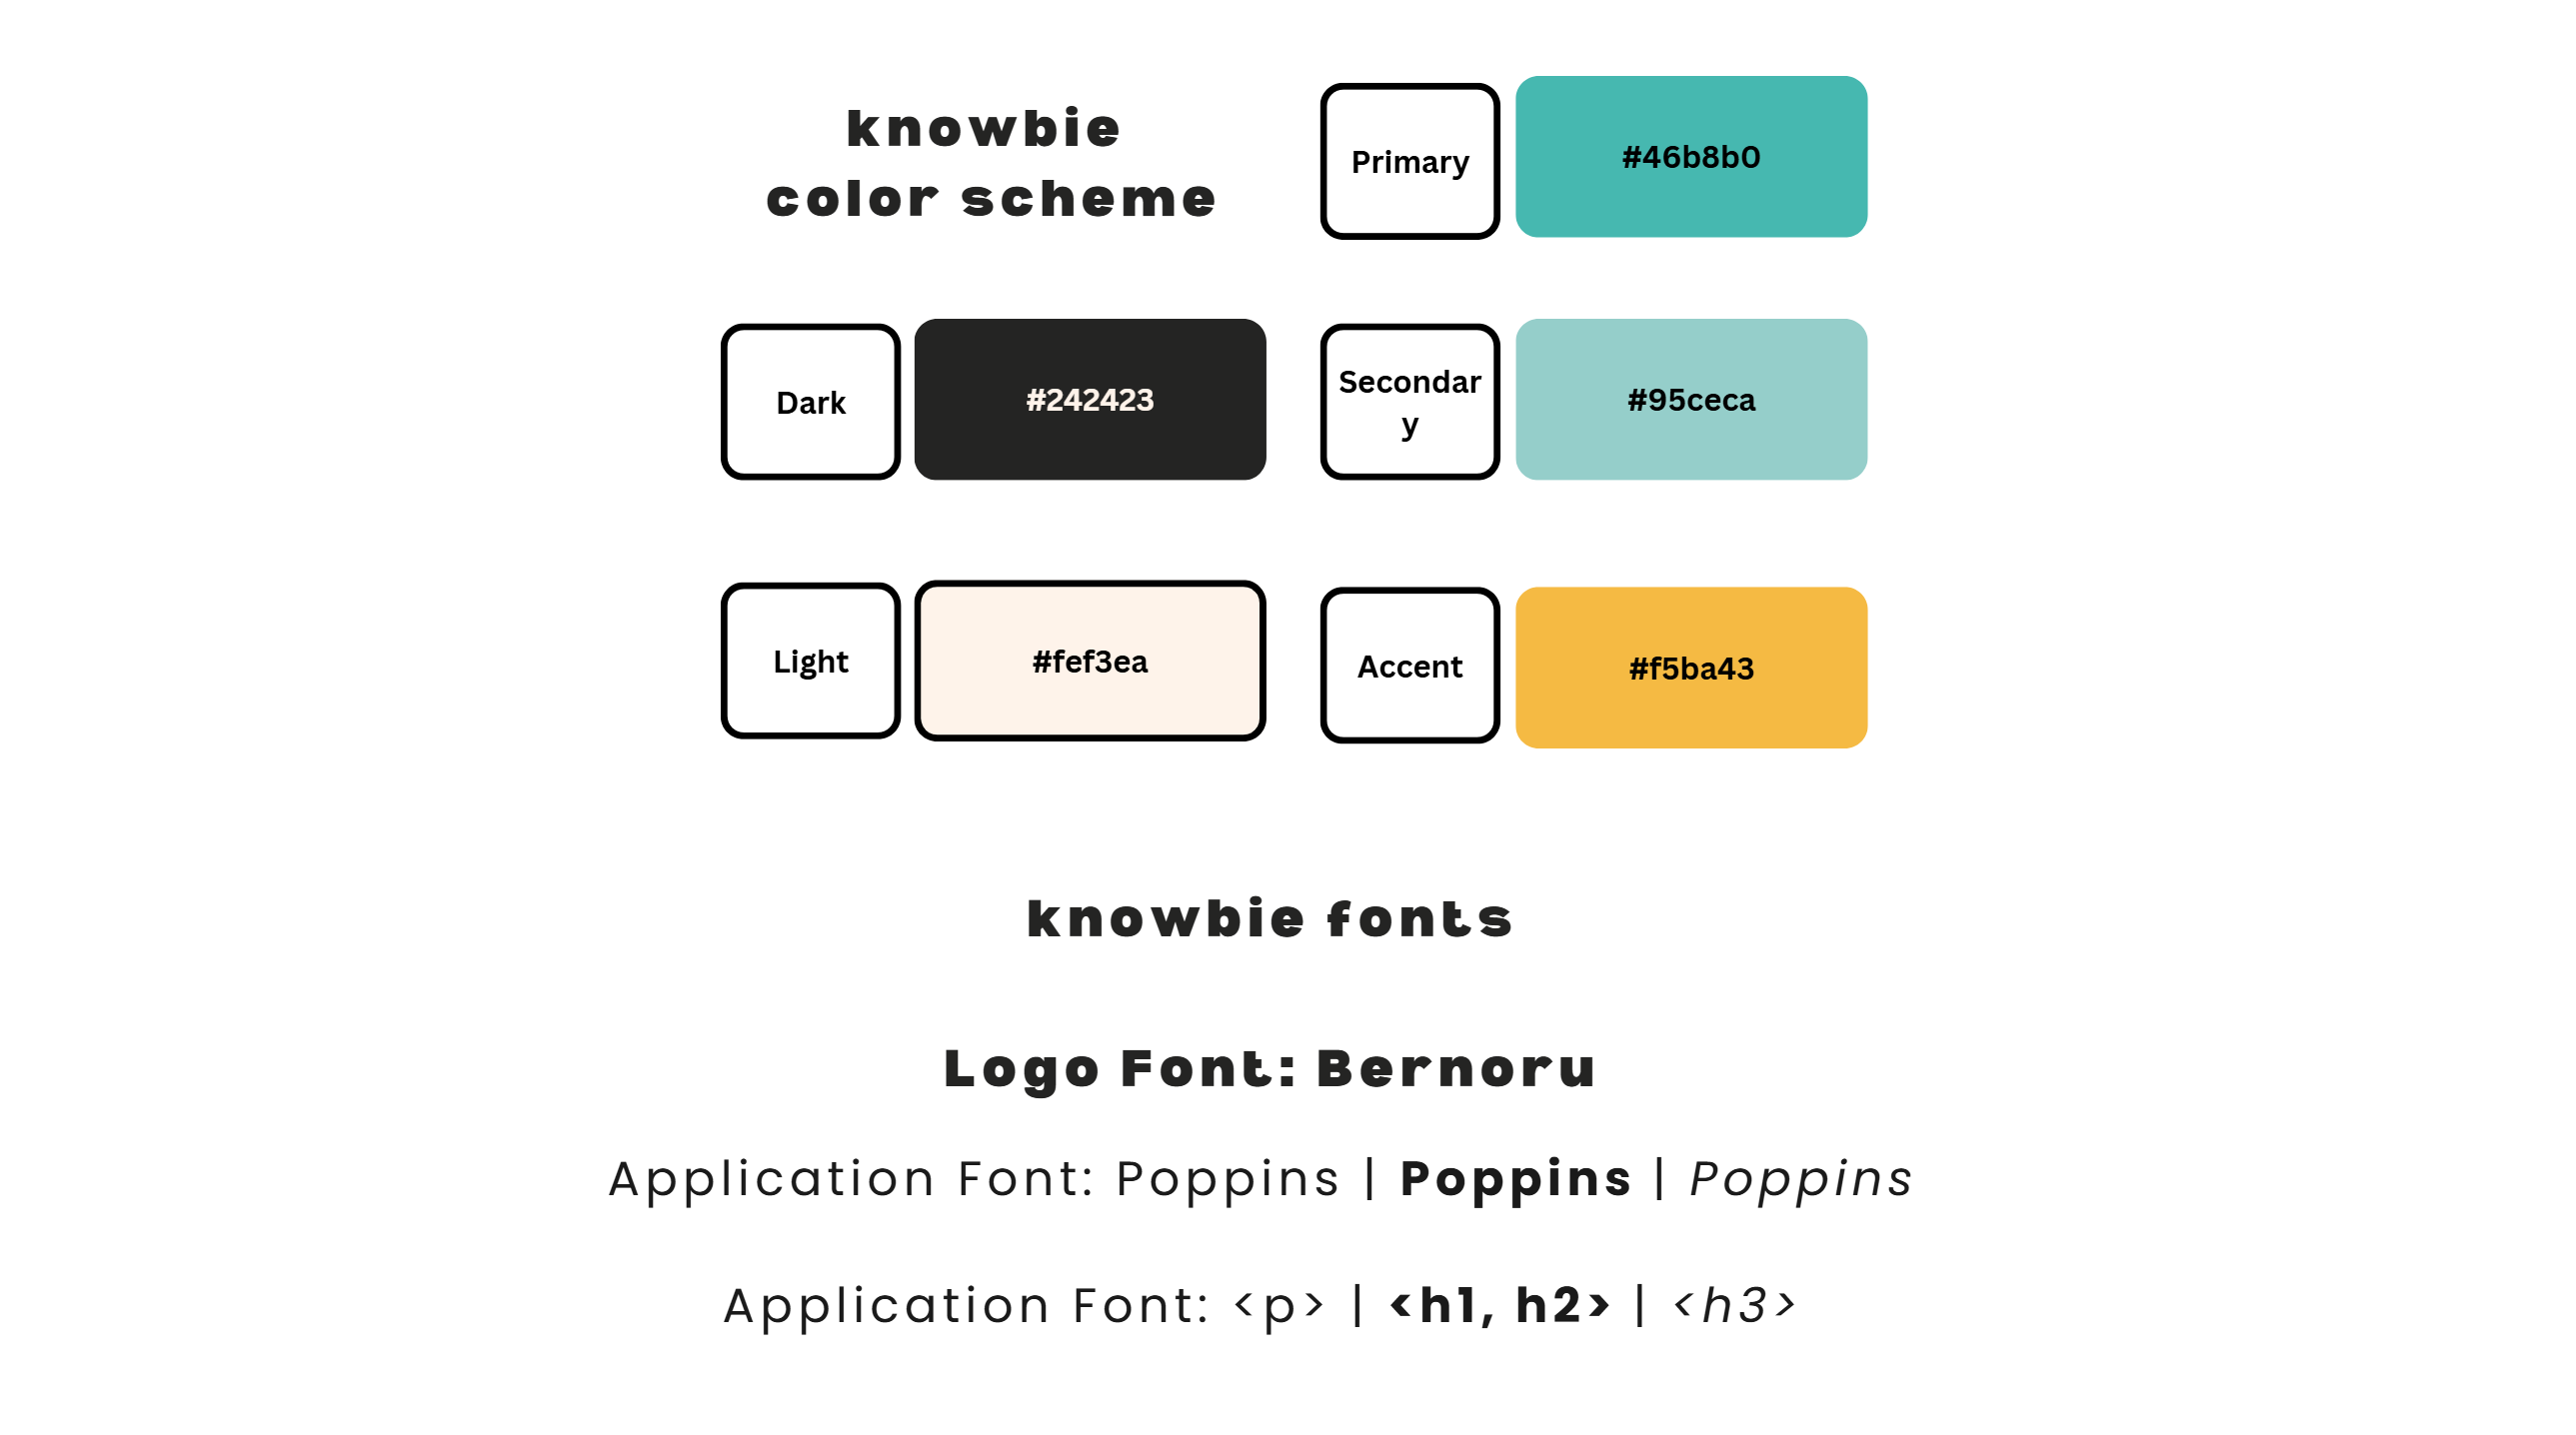 knowbie
color scheme
Primary
#46b8b0
Dark
#242423
Secondar
y
#95ceca
Light
#fef3ea
Accent
#f5ba43
knowbie fonts
Logo Font: Bernoru
Application Font: Poppins | Poppins | Poppins
Application Font: <p> | <h1, h2> | <h3>